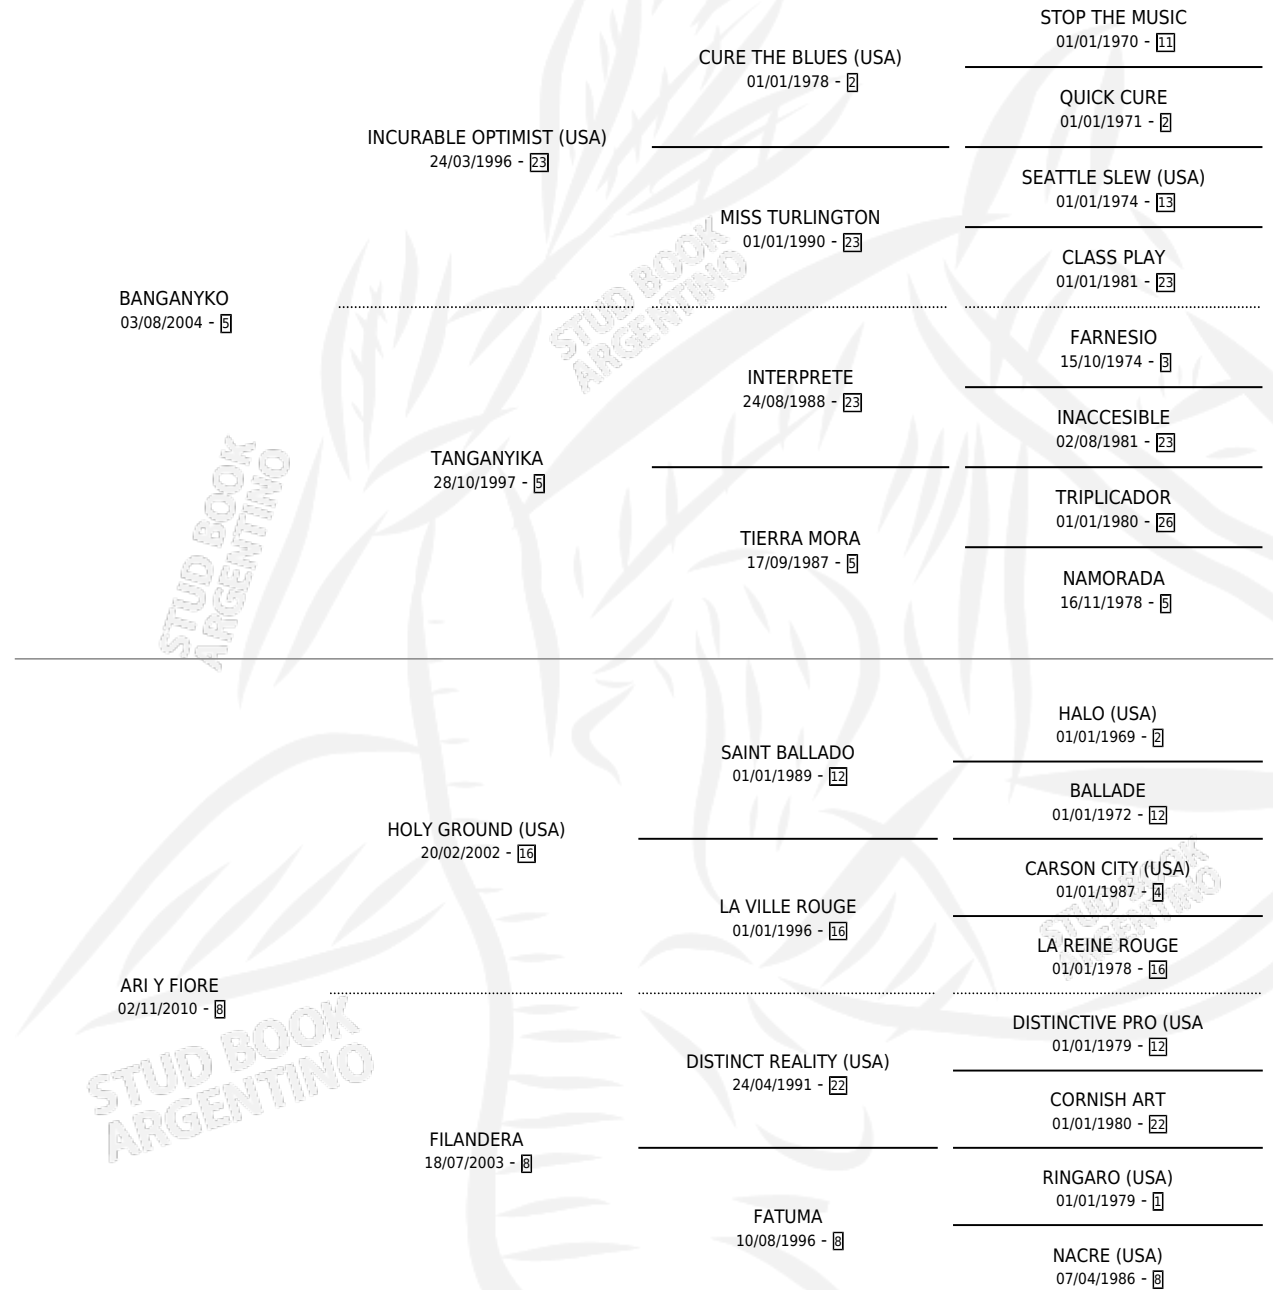 STOP THE MUSIC
01/01/1970 - 11
CURE THE BLUES (USA)
01/01/1978 - 2
QUICK CURE
01/01/1971 - 2
INCURABLE OPTIMIST (USA)
24/03/1996 - 23
SEATTLE SLEW (USA)
01/01/1974 - 13
MISS TURLINGTON
01/01/1990 - 23
CLASS PLAY
01/01/1981 - 23
BANGANYKO
03/08/2004 - 5
STUD BOOK
ARGENTINO
FARNESIO
15/10/1974 - 3
INTERPRETE
24/08/1988 - 23
INACCESIBLE
02/08/1981 - 23
TANGANYIKA
28/10/1997 - 5
TRIPLICADOR
01/01/1980 - 26
TIERRA MORA
17/09/1987 - 5
NAMORADA
16/11/1978 - 5
STUD BOOK
ARGENTINO
HALO (USA)
01/01/1969 - 2
SAINT BALLADO
01/01/1989 - 12
BALLADE
01/01/1972 - 12
HOLY GROUND (USA)
20/02/2002 - 16
CARSON CITY (USA)
01/01/1987 - 4
LA VILLE ROUGE
01/01/1996 - 16
LA REINE ROUGE
01/01/1978 - 16
STUD BOOK
ARGENTINO
ARI Y FIORE
02/11/2010 - 8
DISTINCTIVE PRO (USA
01/01/1979 - 12
DISTINCT REALITY (USA)
24/04/1991 - 22
CORNISH ART
01/01/1980 - 22
STUD BOOK
ARGENTINO
FILANDERA
18/07/2003 - 8
RINGARO (USA)
01/01/1979 - 1
FATUMA
10/08/1996 - 8
NACRE (USA)
07/04/1986 - 8